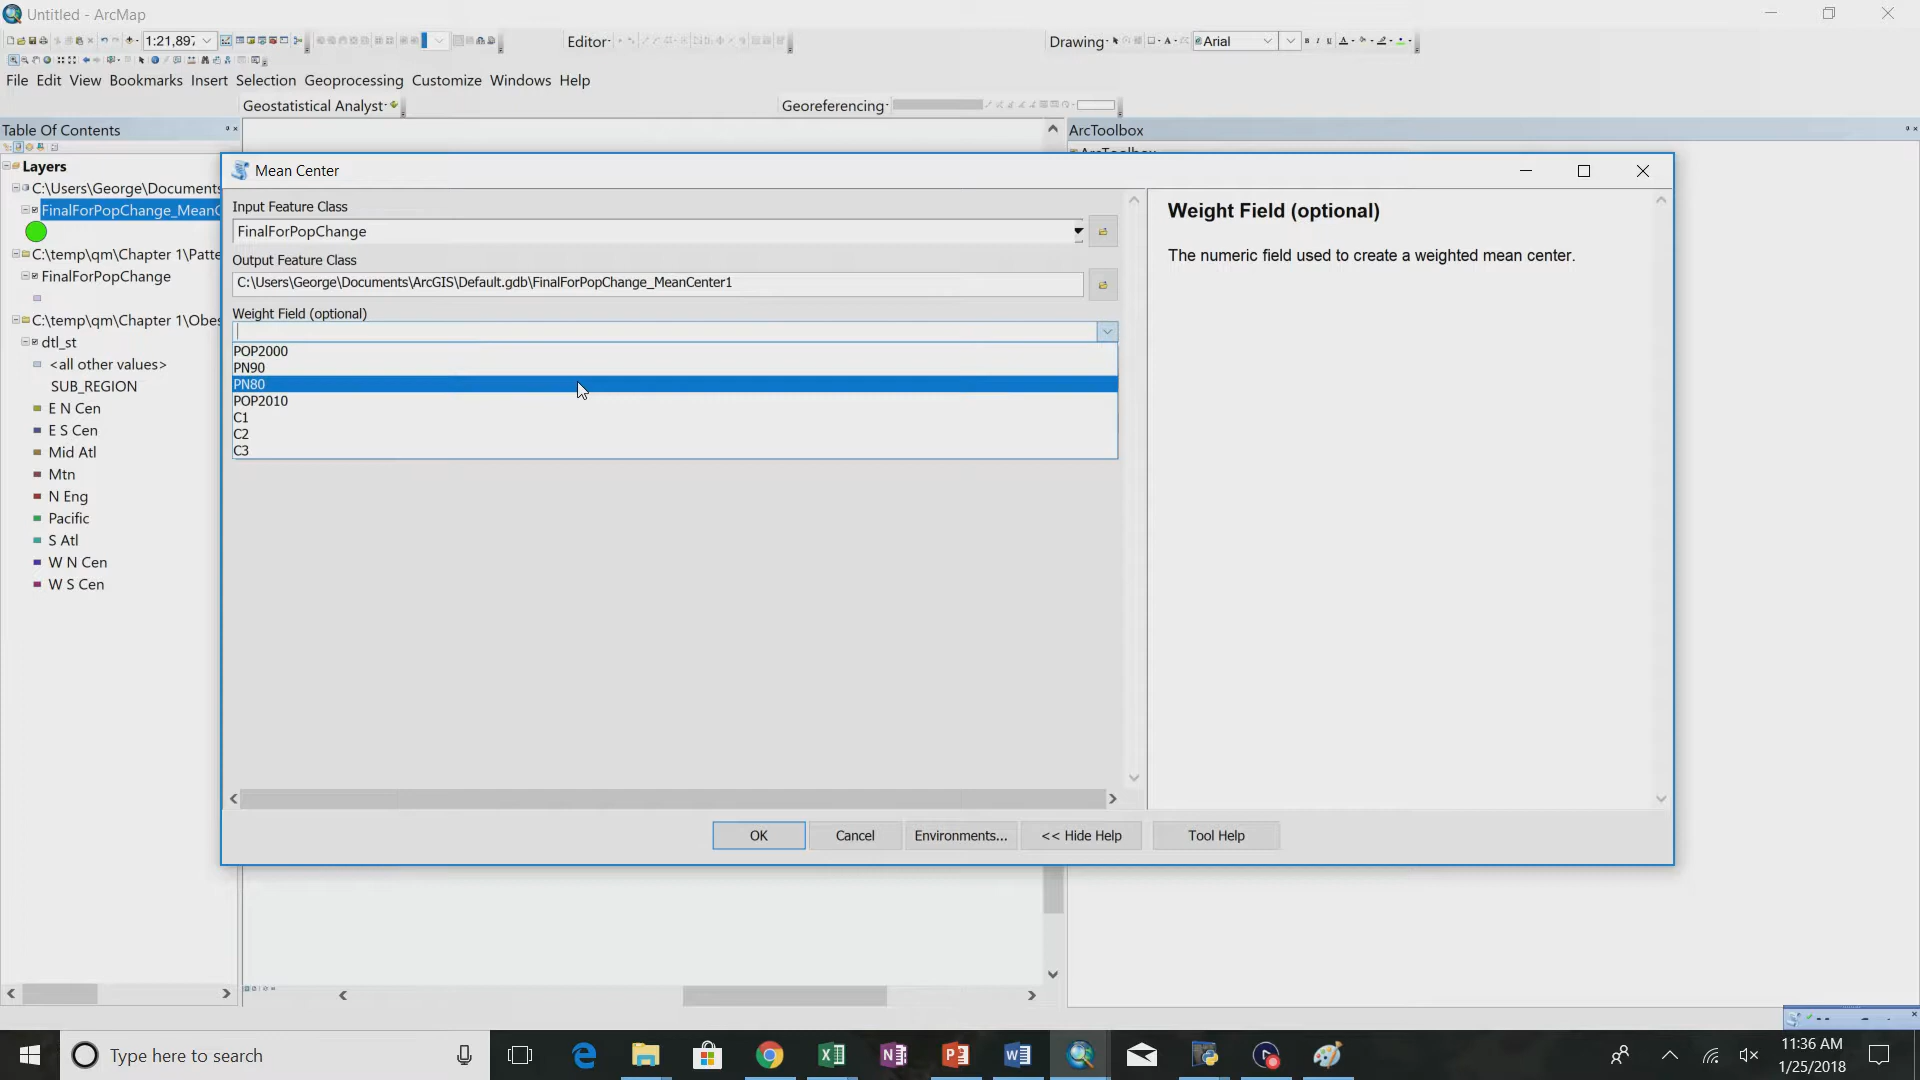 Untitled - ArcMap
1:21,897
Editor
Drawing
Arial
File Edit View Bookmarks Insert Selection Geoprocessing Customize Windows Help
Geostatistical Analyst
Georeferencing
Table Of Contents
ArcToolbox
Layers
C:\Users\George\Documents
FinalForPopChange_MeanC
C:\temp\qm\Chapter 1\Patte
FinalForPopChange
C:\temp\qm\Chapter 1\Obes
dtl_st
<all other values>
SUB_REGION
E N Cen
E S Cen
Mid Atl
Mtn
N Eng
Pacific
S Atl
W N Cen
W S Cen
Mean Center
Input Feature Class
FinalForPopChange
Output Feature Class
C:\Users\George\Documents\ArcGIS\Default.gdb\FinalForPopChange_MeanCenter1
Weight Field (optional)
POP2000
PN90
PN80
POP2010
C1
C2
C3
Weight Field (optional)
The numeric field used to create a weighted mean center.
OK Cancel Environments... << Hide Help Tool Help
Type here to search
11:36 AM
1/25/2018